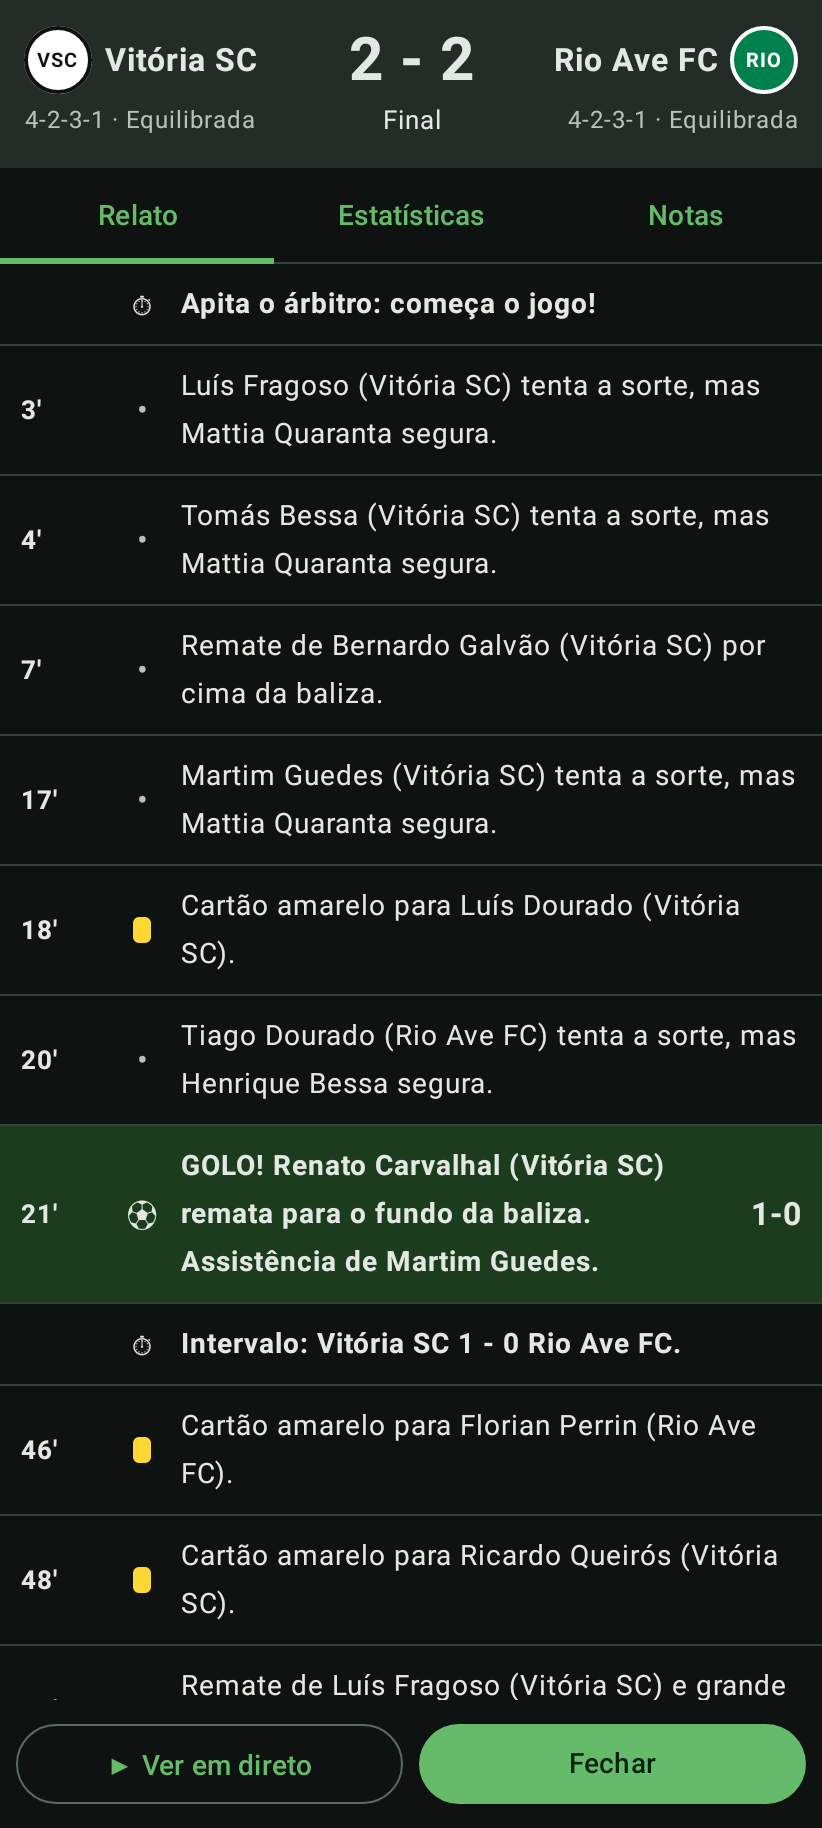 VSC Vitória SC 2 - 2 Rio Ave FC RIO
4-2-3-1 · Equilibrada Final 4-2-3-1 · Equilibrada
Relato Estatísticas Notas
Apita o árbitro: começa o jogo!
3' Luís Fragoso (Vitória SC) tenta a sorte, mas
Mattia Quaranta segura.
4' Tomás Bessa (Vitória SC) tenta a sorte, mas
Mattia Quaranta segura.
7' Remate de Bernardo Galvão (Vitória SC) por
cima da baliza.
17' Martim Guedes (Vitória SC) tenta a sorte, mas
Mattia Quaranta segura.
18' Cartão amarelo para Luís Dourado (Vitória
SC).
20' Tiago Dourado (Rio Ave FC) tenta a sorte, mas
Henrique Bessa segura.
GOLO! Renato Carvalhal (Vitória SC)
21' remata para o fundo da baliza. 1-0
Assistência de Martim Guedes.
Intervalo: Vitória SC 1 - 0 Rio Ave FC.
46' Cartão amarelo para Florian Perrin (Rio Ave
FC).
48' Cartão amarelo para Ricardo Queirós (Vitória
SC).
Remate de Luís Fragoso (Vitória SC) e grande
► Ver em direto Fechar